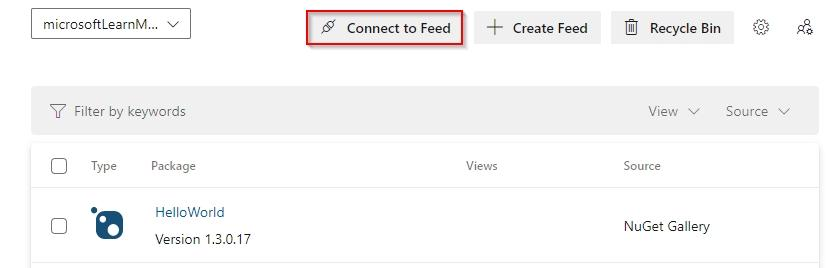 microsoftLearnM...
Connect to Feed
Create Feed
Recycle Bin
Filter by keywords
View
Source
Type
Package
Views
Source
HelloWorld
Version 1.3.0.17
NuGet Gallery